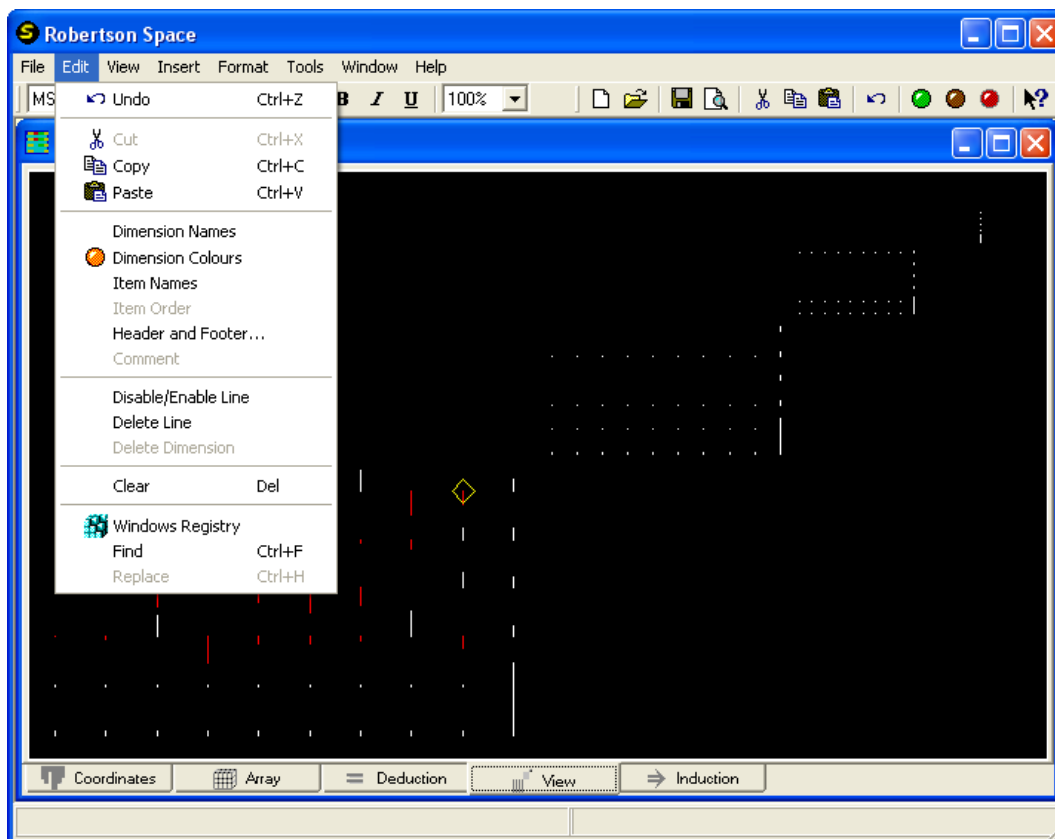 Robertson Space
File Edit View Insert Format Tools Window Help
MS B I U 100%
Undo Ctrl+Z
Cut Ctrl+X
Copy Ctrl+C
Paste Ctrl+V
Dimension Names
Dimension Colours
Item Names
Item Order
Header and Footer...
Comment
Disable/Enable Line
Delete Line
Delete Dimension
Clear Del
Windows Registry
Find Ctrl+F
Replace Ctrl+H
Coordinates Array Deduction View Induction